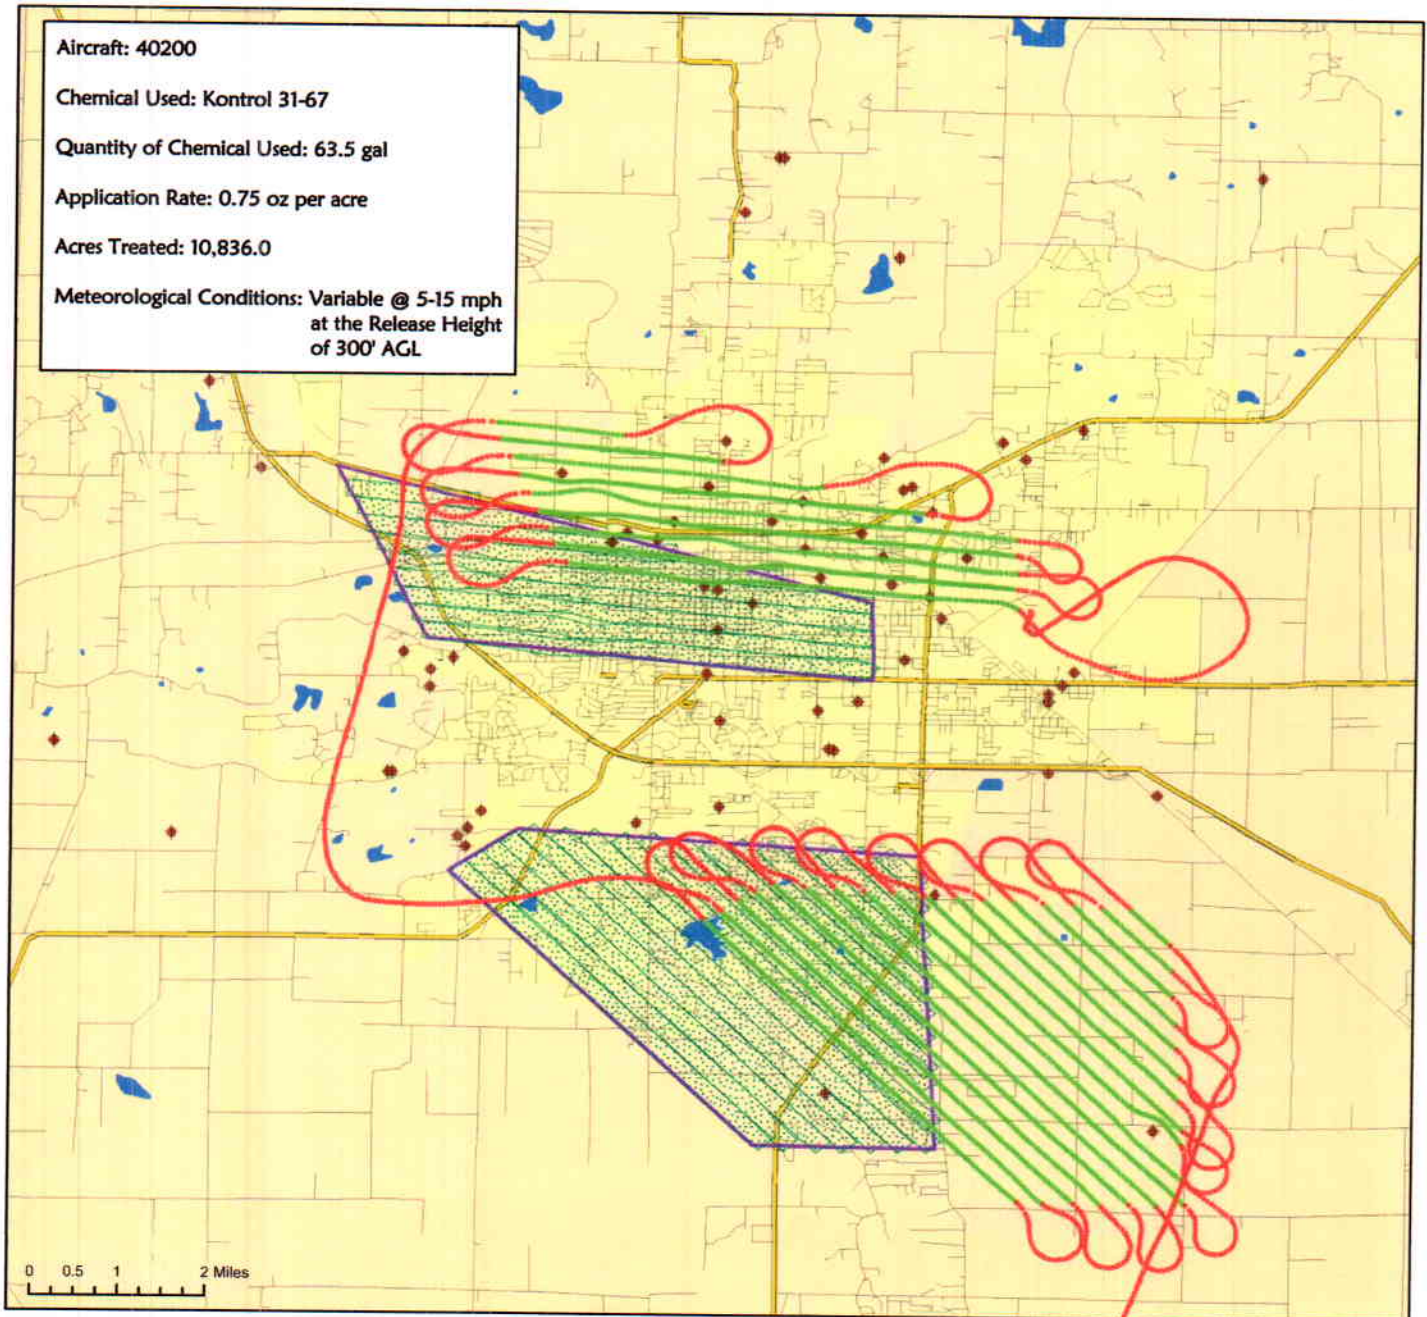 Aircraft: 40200
Chemical Used: Kontrol 31-67
Quantity of Chemical Used: 63.5 gal
Application Rate: 0.75 oz per acre
Acres Treated: 10,836.0
Meteorological Conditions: Variable @ 5-15 mph
at the Release Height
of 300' AGL
0 0.5 1 2 Miles